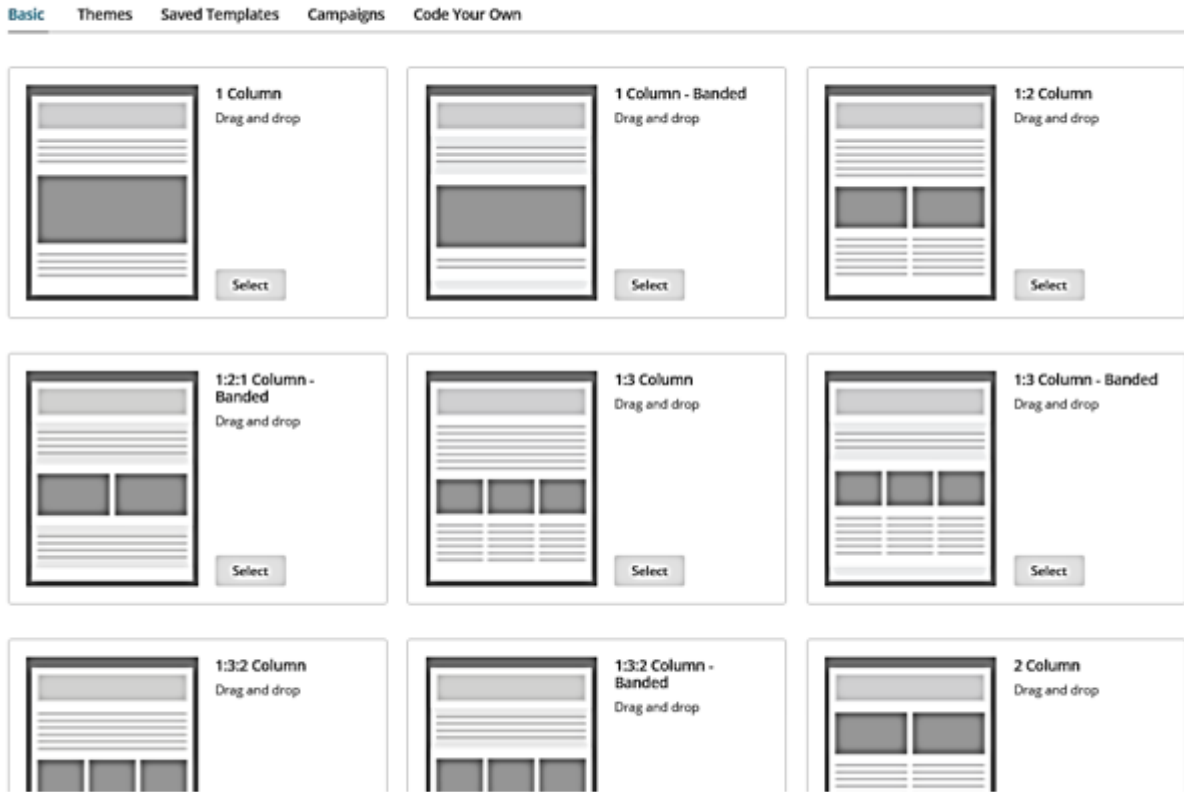 Basic Themes Saved Templates Campaigns Code Your Own
1 Column
Drag and drop
Select
1 Column - Banded
Drag and drop
Select
1:2 Column
Drag and drop
Select
1:2:1 Column -
Banded
Drag and drop
Select
1:3 Column
Drag and drop
Select
1:3 Column - Banded
Drag and drop
Select
1:3:2 Column
Drag and drop
1:3:2 Column -
Banded
Drag and drop
2 Column
Drag and drop